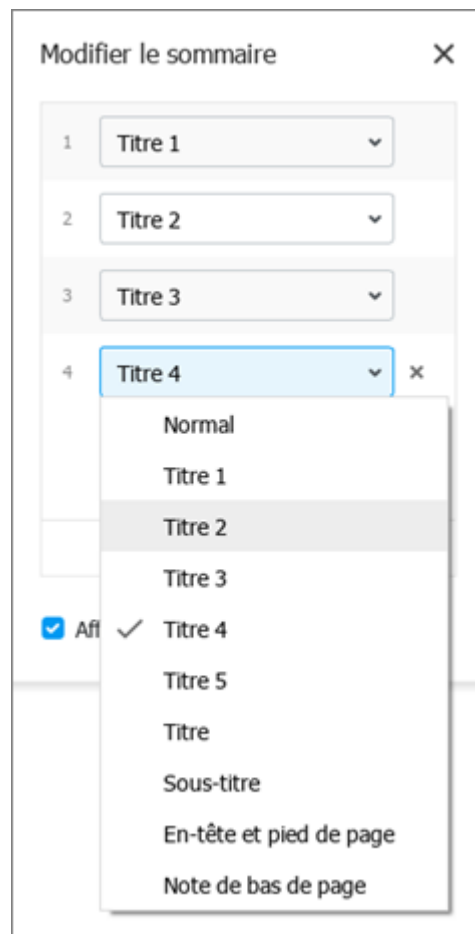 Modifier le sommaire
1 Titre 1
2 Titre 2
3 Titre 3
4 Titre 4
Normal
Titre 1
Titre 2
Titre 3
Titre 4
Titre 5
Titre
Sous-titre
En-tête et pied de page
Note de bas de page